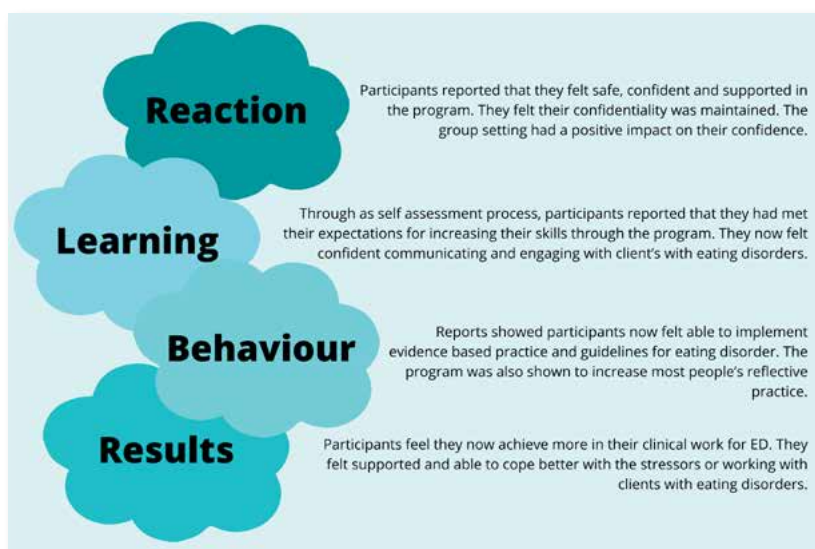 Reaction
Participants reported that they felt safe, confident and supported in
the program. They felt their confidentiality was maintained. The
group setting had a positive impact on their confidence.
Learning
Through as self assessment process, participants reported that they had met
their expectations for increasing their skills through the program. They now felt
confident communicating and engaging with client's with eating disorders.
Behaviour
Reports showed participants now felt able to implement
evidence based practice and guidelines for eating disorder. The
program was also shown to increase most people's reflective
practice.
Results
Participants feel they now achieve more in their clinical work for ED. They
felt supported and able to cope better with the stressors or working with
clients with eating disorders.